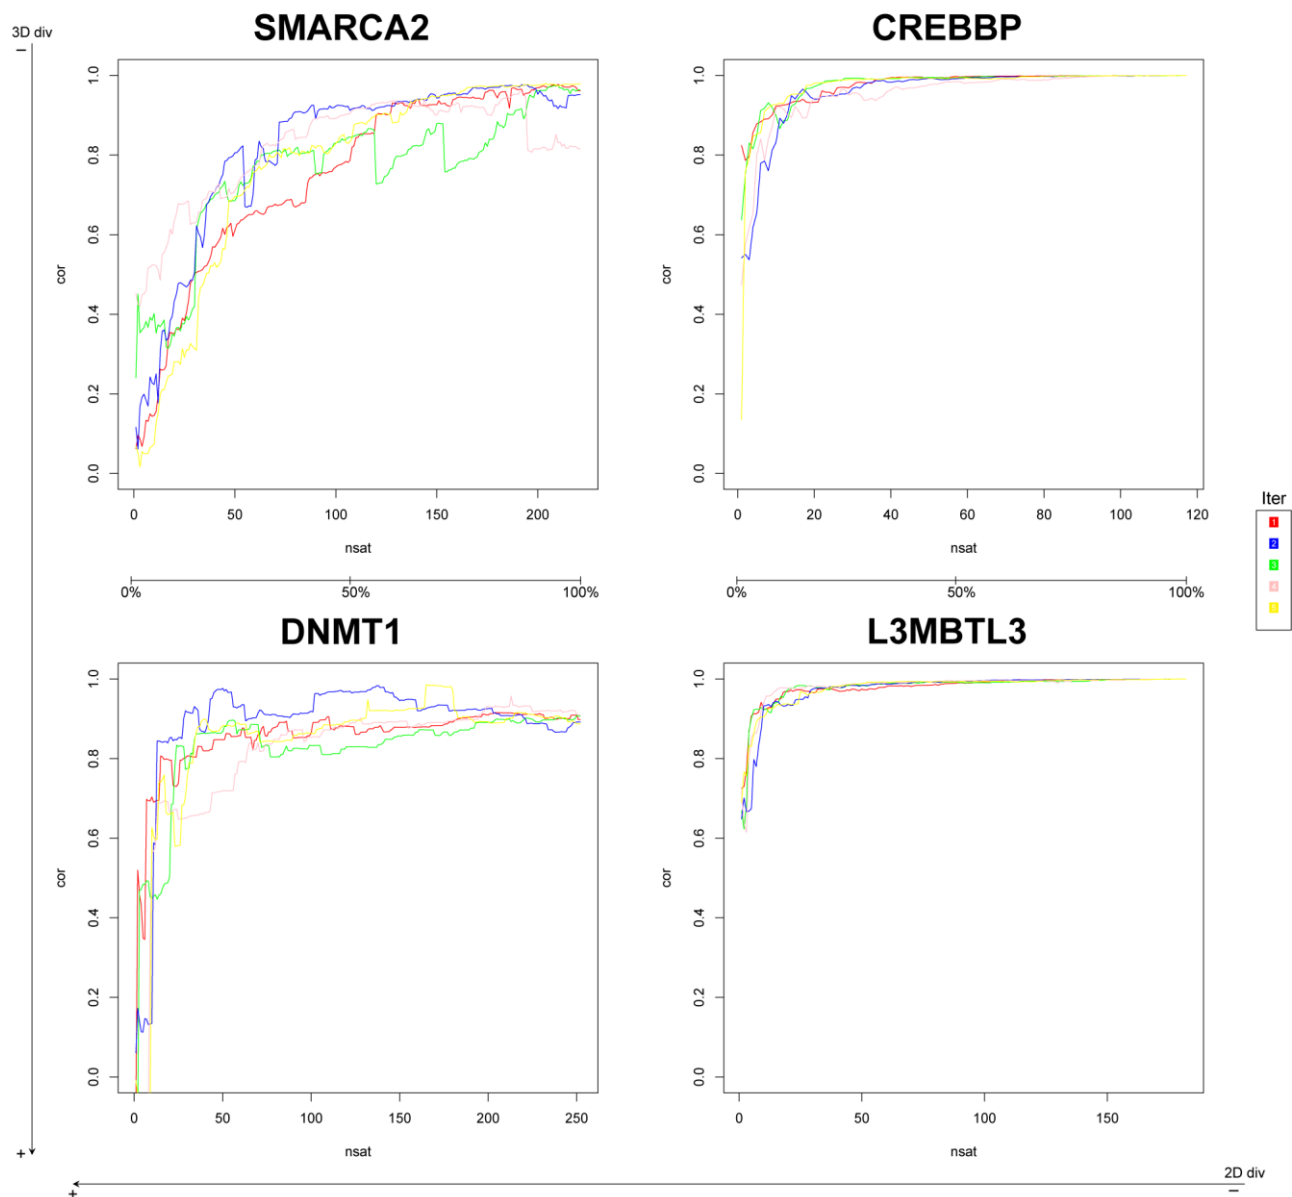 3D div
–
SMARCA2
CREBBP
1.0
0.8
0.6
0.4
0.2
0.0
cor
0 50 100 150 200
nsat
0% 50% 100%
1.0
0.8
0.6
0.4
0.2
0.0
cor
0 20 40 60 80 100 120
nsat
0% 50% 100%
Iter
1
2
3
4
5
DNMT1
L3MBTL3
1.0
0.8
0.6
0.4
0.2
0.0
cor
0 50 100 150 200 250
nsat
1.0
0.8
0.6
0.4
0.2
0.0
cor
0 50 100 150
nsat
+
2D div
+
–